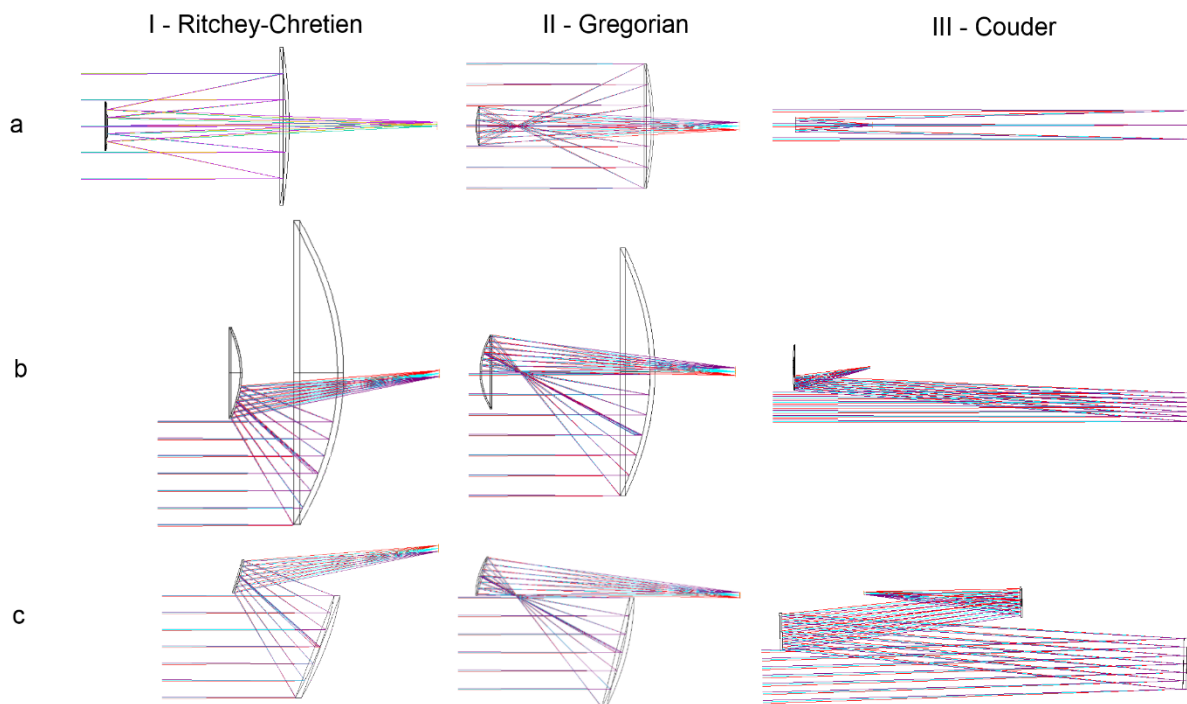 I - Ritchey-Chretien
II - Gregorian
III - Couder
a
b
c